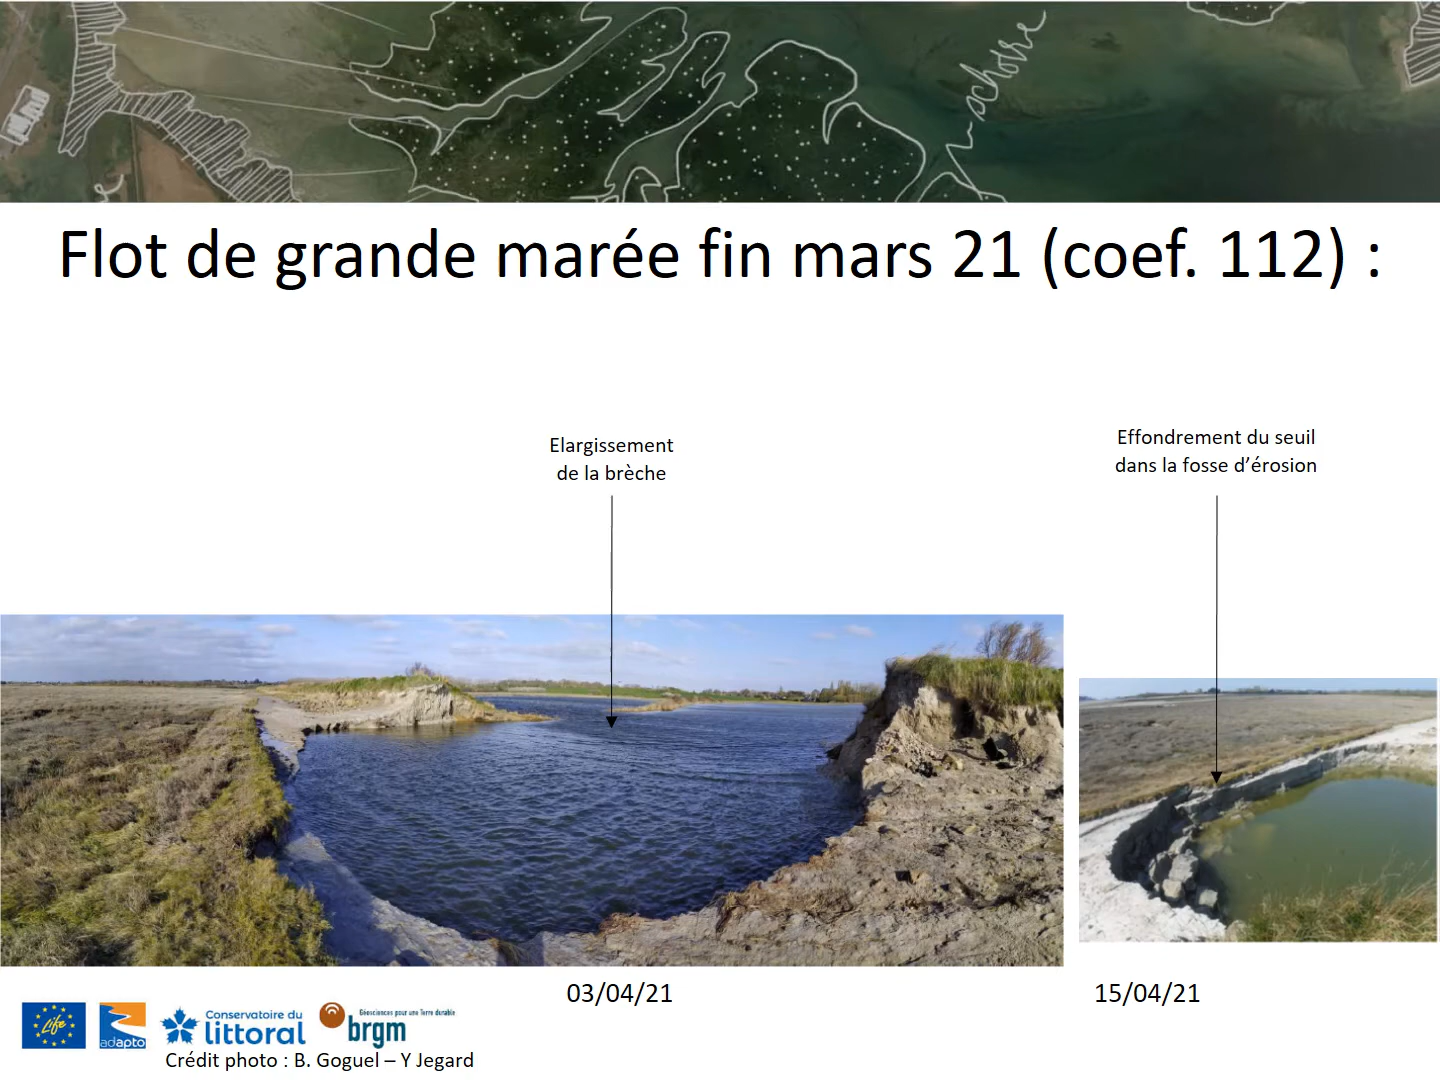 schorre
Flot de grande marée fin mars 21 (coef. 112) :
Elargissement
de la brèche
Effondrement du seuil
dans la fosse d’érosion
03/04/21
15/04/21
Life
adapto
Conservatoire du
littoral
Géosciences pour une Terre durable
brgm
Crédit photo : B. Goguel – Y Jegard